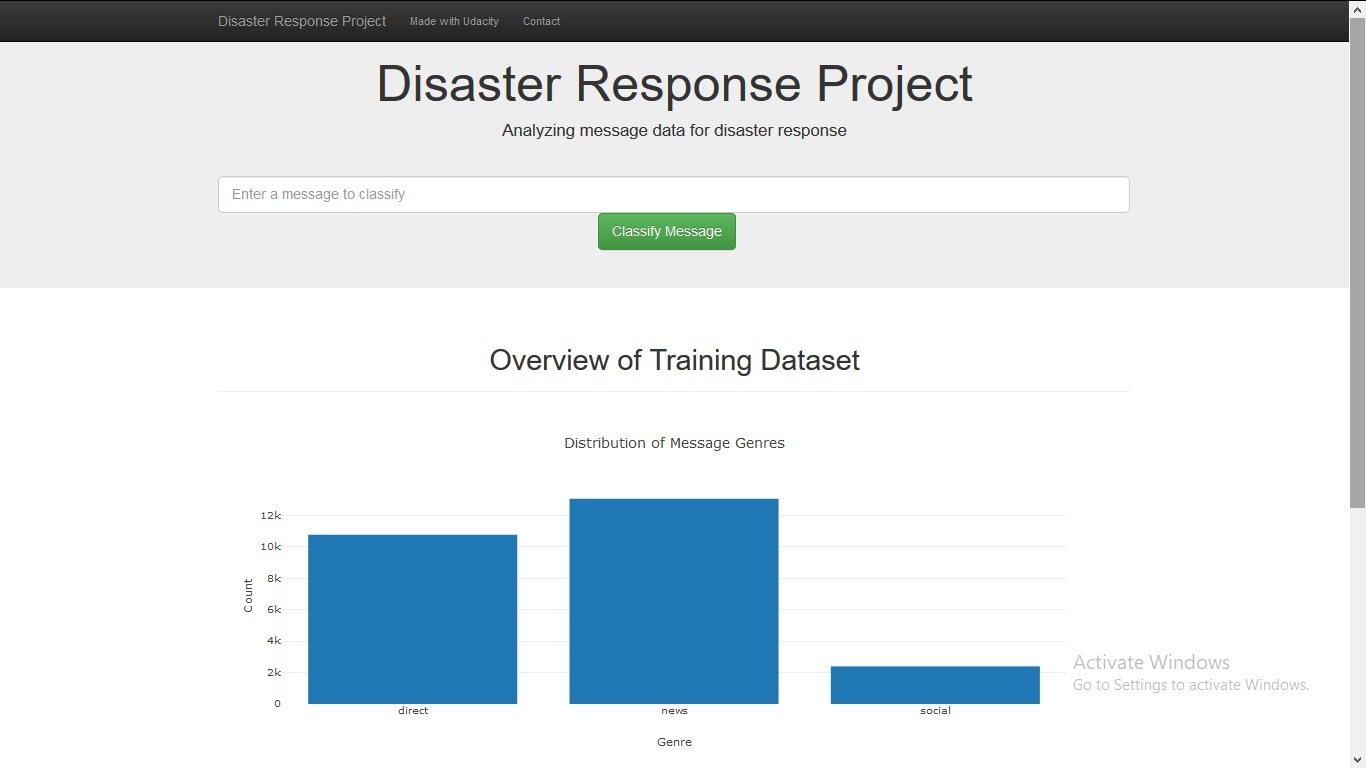 Disaster Response Project Made with Udacity Contact
Disaster Response Project
Analyzing message data for disaster response
Enter a message to classify
Classify Message
Overview of Training Dataset
Distribution of Message Genres
12k
10k
8k
6k
4k
2k
0
Count
direct news social
Genre
Activate Windows
Go to Settings to activate Windows.